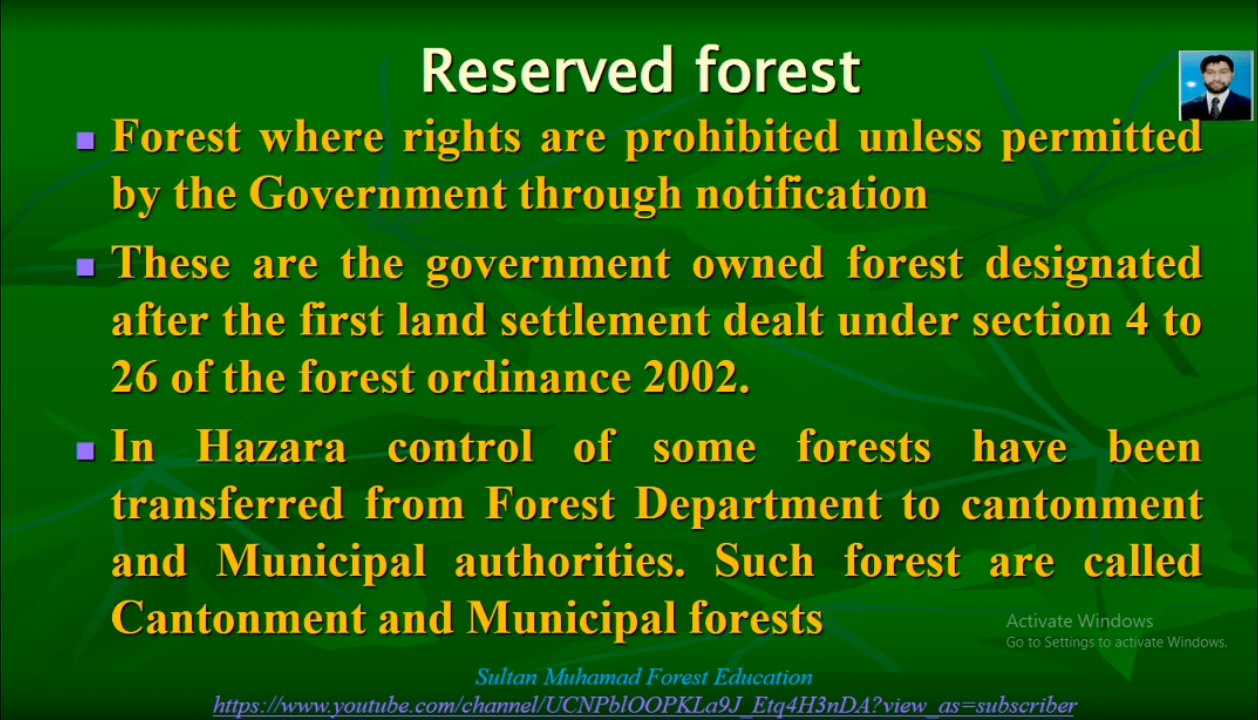 Reserved forest
Forest where rights are prohibited unless permitted
by the Government through notification
These are the government owned forest designated
after the first land settlement dealt under section 4 to
26 of the forest ordinance 2002.
In Hazara control of some forests have been
transferred from Forest Department to cantonment
and Municipal authorities. Such forest are called
Cantonment and Municipal forests
Activate Windows
Go to Settings to activate Windows.
Sultan Muhamad Forest Education
https://www.youtube.com/channel/UCNPblOOPKLa9J_Etq4H3nDA?view_as=subscriber